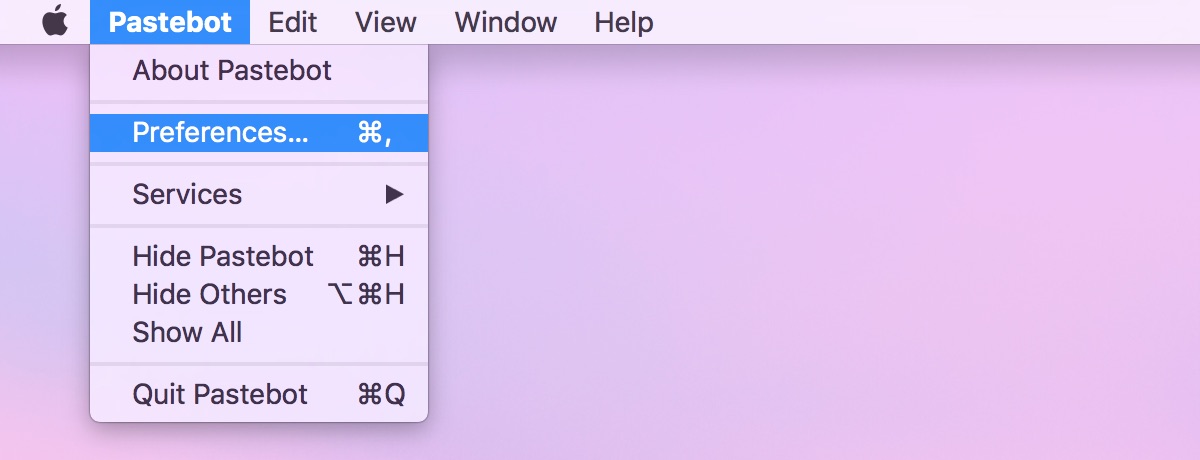 Pastebot Edit View Window Help
About Pastebot
Preferences... ⌘,
Services ▶
Hide Pastebot ⌘H
Hide Others ⌥⌘H
Show All
Quit Pastebot ⌘Q